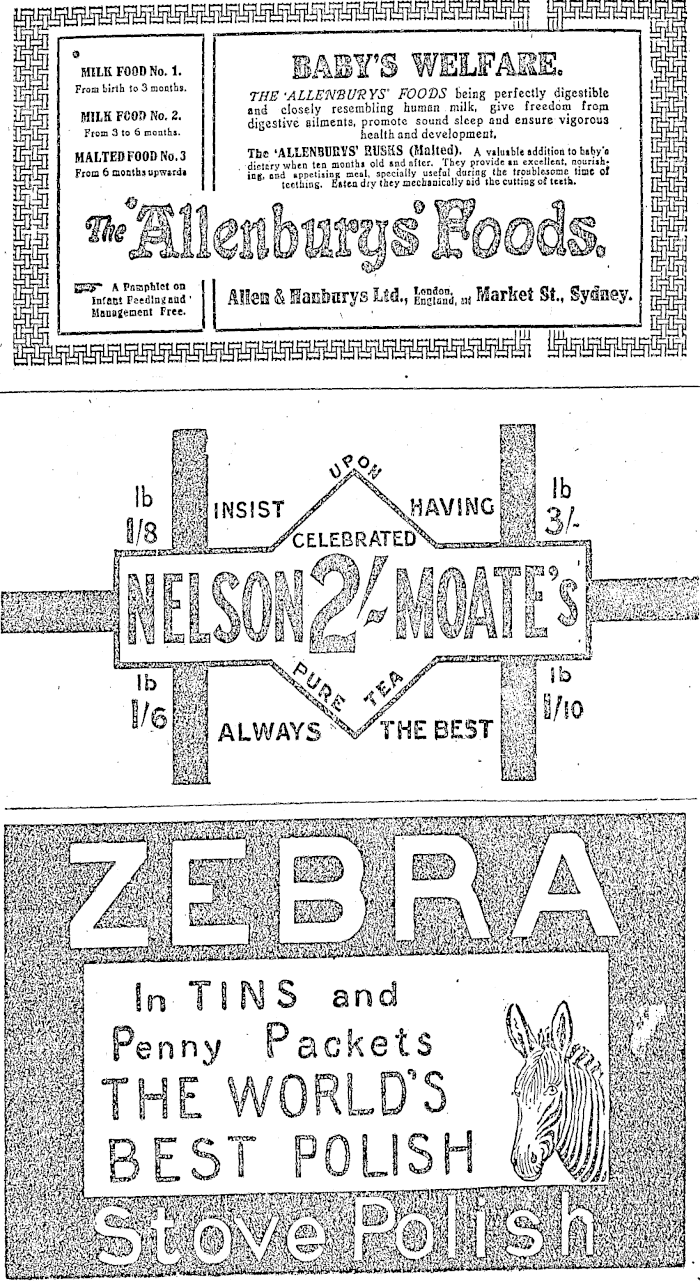 MILK FOOD No. 1.
From birth to 3 months.
MILK FOOD No. 2.
From 3 to 6 months.
MALTED FOOD No. 3
From 6 months upwards
BABY'S WELFARE.
THE 'ALLENBURYS' FOODS being perfectly digestible
and closely resembling human milk, give freedom from
digestive ailments, promote sound sleep and ensure vigorous
health and development.
The 'ALLENBURYS' RUSKS (Malted). A valuable addition to baby's
dietery when ten months old and after. They provide an excellent, nourish-
ing, and appetising meal, specially useful during the troublesome time of
teething. Eaten dry they mechanically aid the cutting of teeth.
The 'Allenburys' Foods.
A Pamphlet on
Infant Feeding and
Management Free.
Allen & Hanburys Ltd., London, England, and Market St., Sydney.
lb 1/8
INSIST UPON HAVING
lb 3/-
CELEBRATED
NELSON 2/- MOATE'S
PURE TEA
lb 1/6
ALWAYS THE BEST
lb 1/10
ZEBRA
In TINS and
Penny Packets
THE WORLD'S
BEST POLISH
Stove Polish